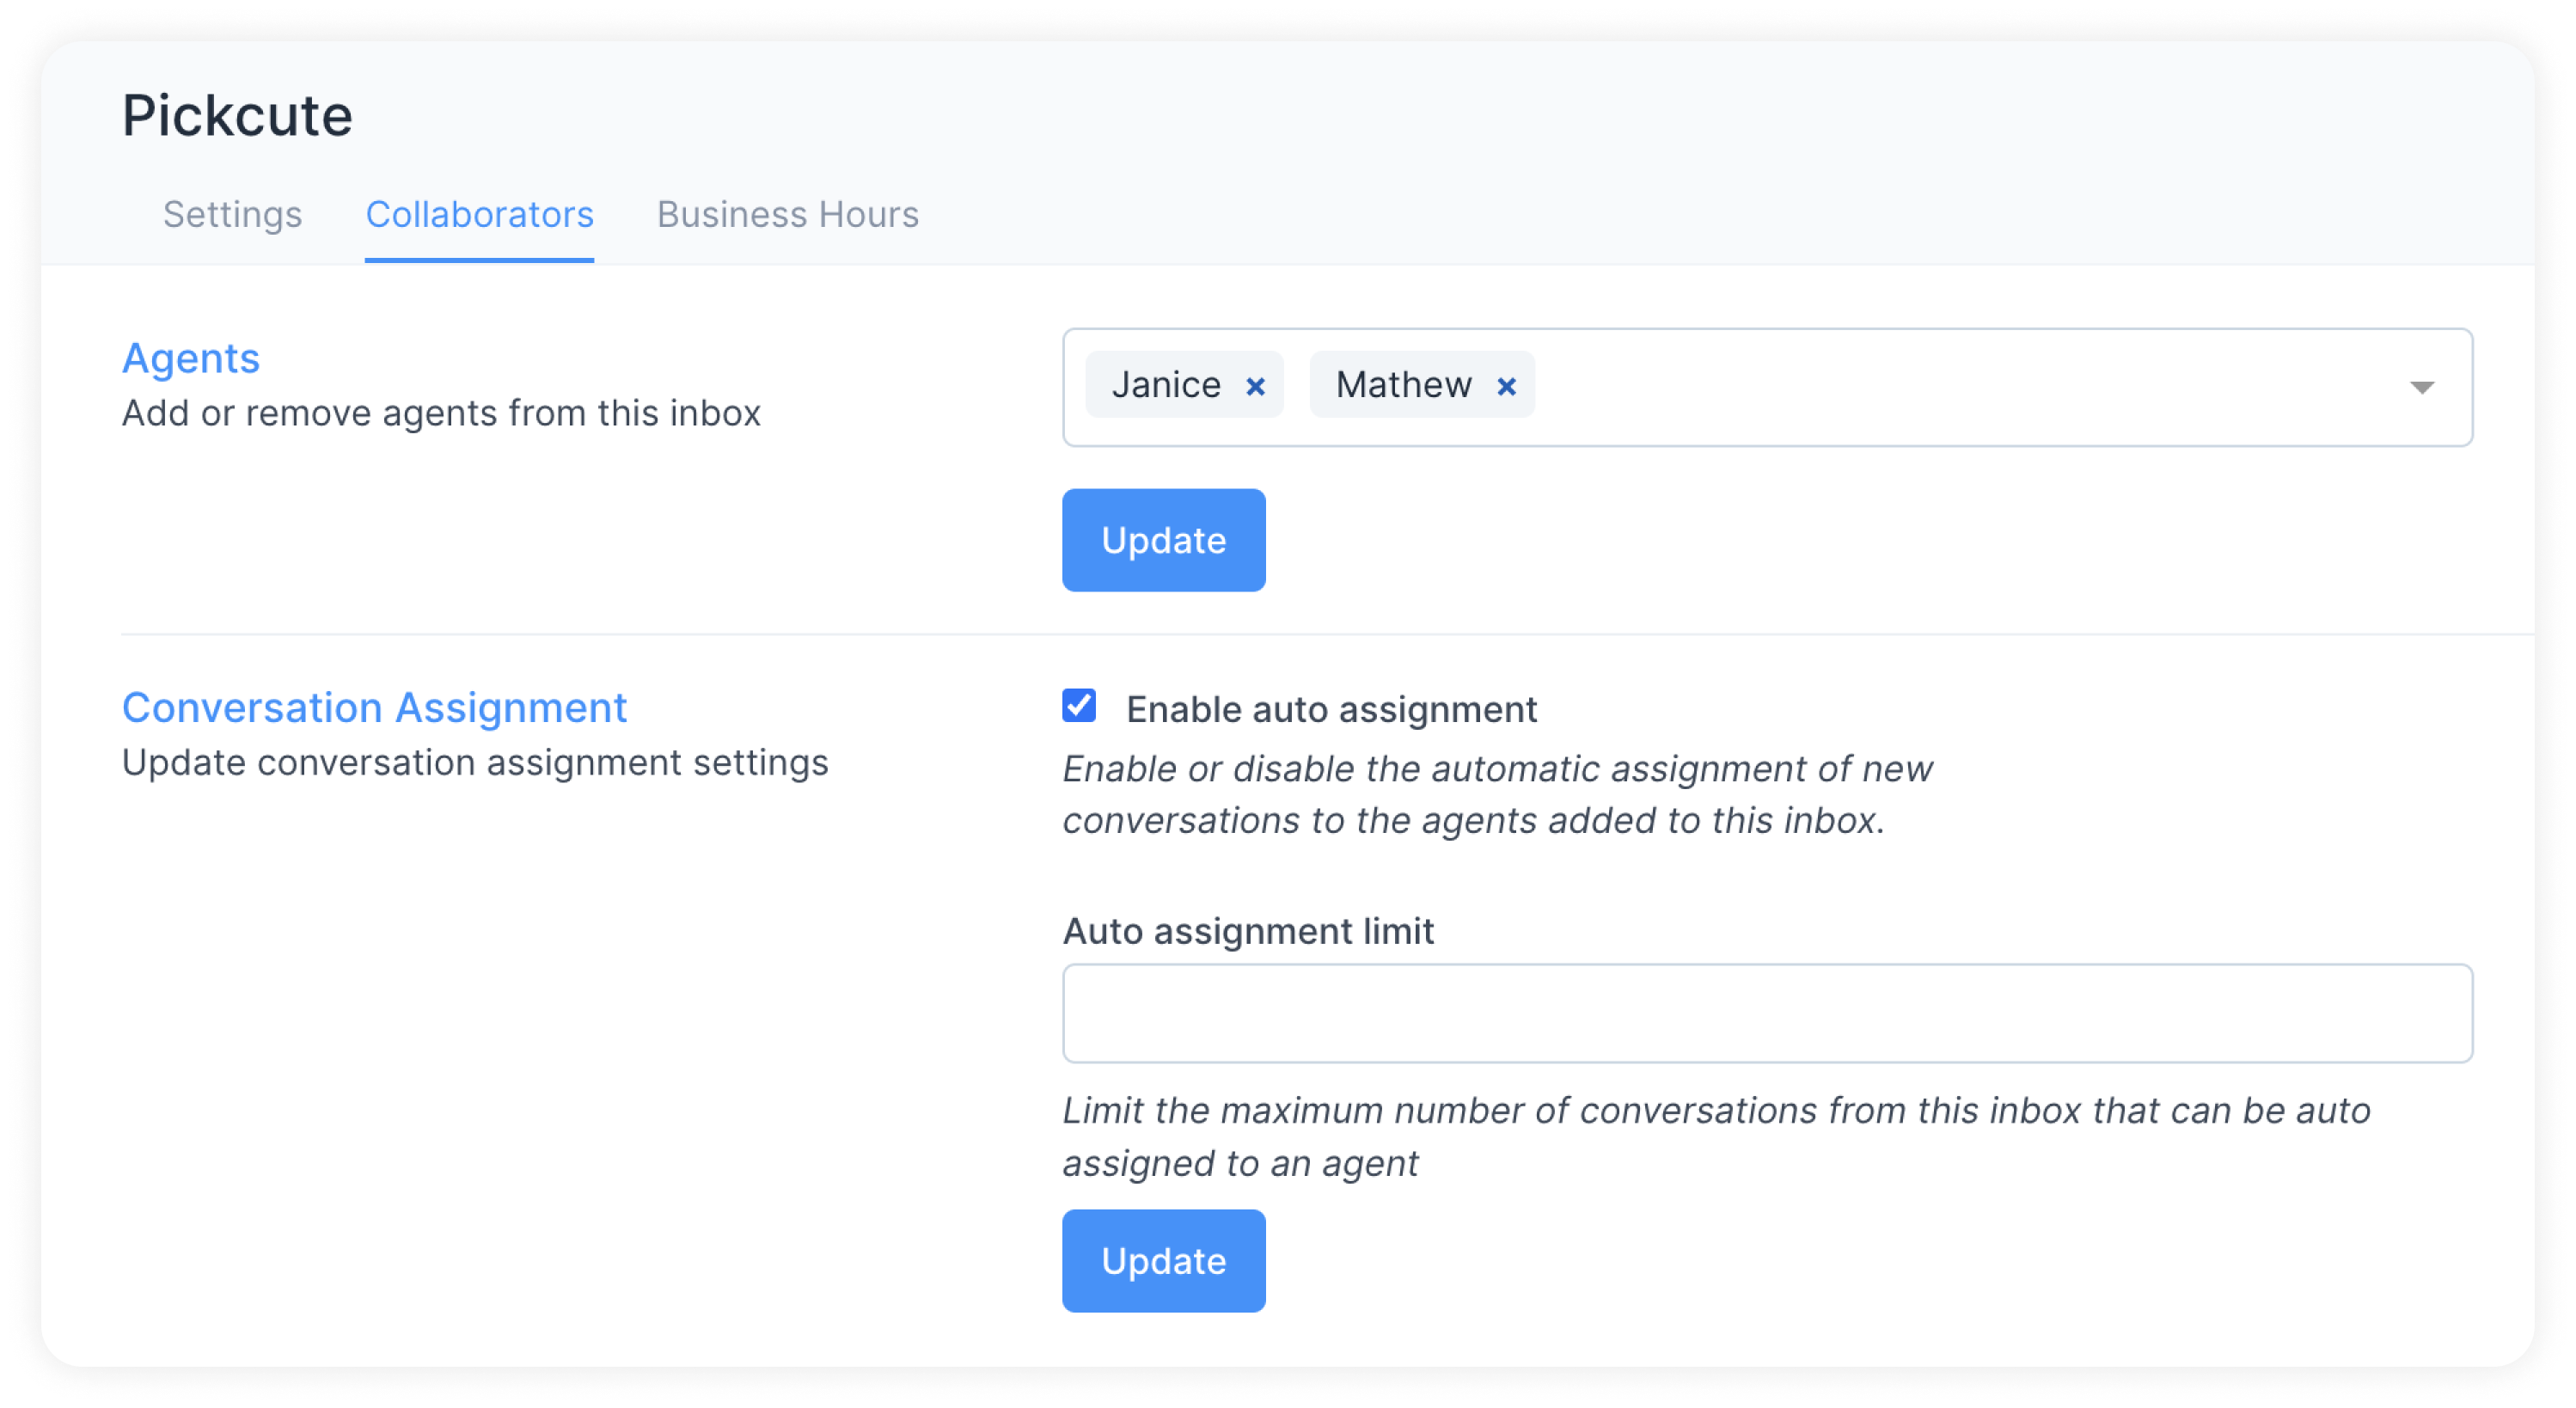 Pickcute
Settings Collaborators Business Hours
Agents
Add or remove agents from this inbox
Janice × Mathew ×
Update
Conversation Assignment
Update conversation assignment settings
Enable auto assignment
Enable or disable the automatic assignment of new
conversations to the agents added to this inbox.
Auto assignment limit
Limit the maximum number of conversations from this inbox that can be auto
assigned to an agent
Update